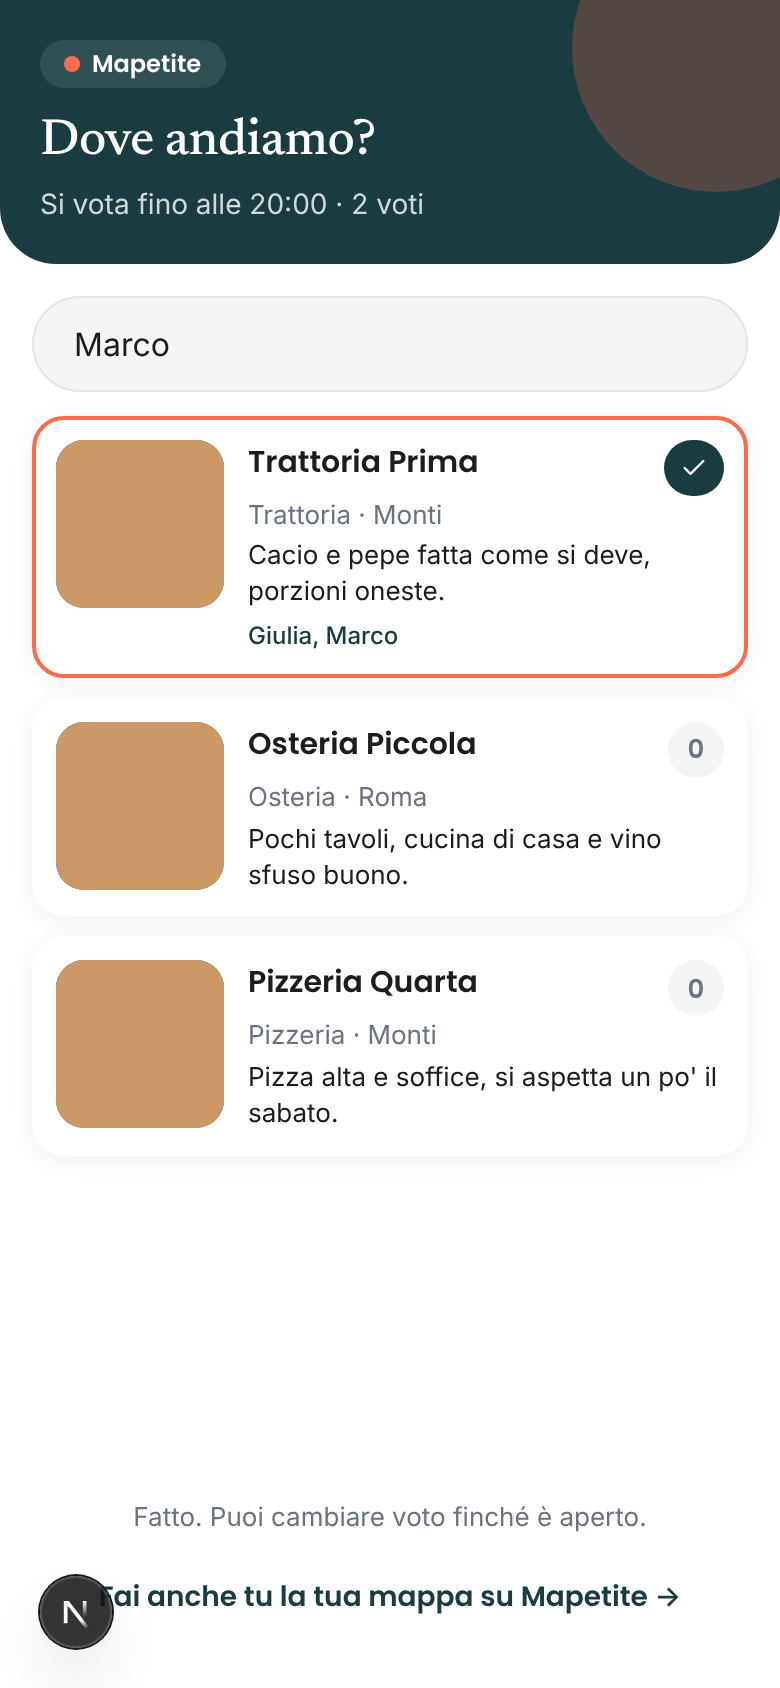 Mapetite
Dove andiamo?
Si vota fino alle 20:00 · 2 voti
Marco
Trattoria Prima
Trattoria · Monti
Cacio e pepe fatta come si deve,
porzioni oneste.
Giulia, Marco
Osteria Piccola
0
Osteria · Roma
Pochi tavoli, cucina di casa e vino
sfuso buono.
Pizzeria Quarta
0
Pizzeria · Monti
Pizza alta e soffice, si aspetta un po' il
sabato.
Fatto. Puoi cambiare voto finché è aperto.
N
Fai anche tu la tua mappa su Mapetite →